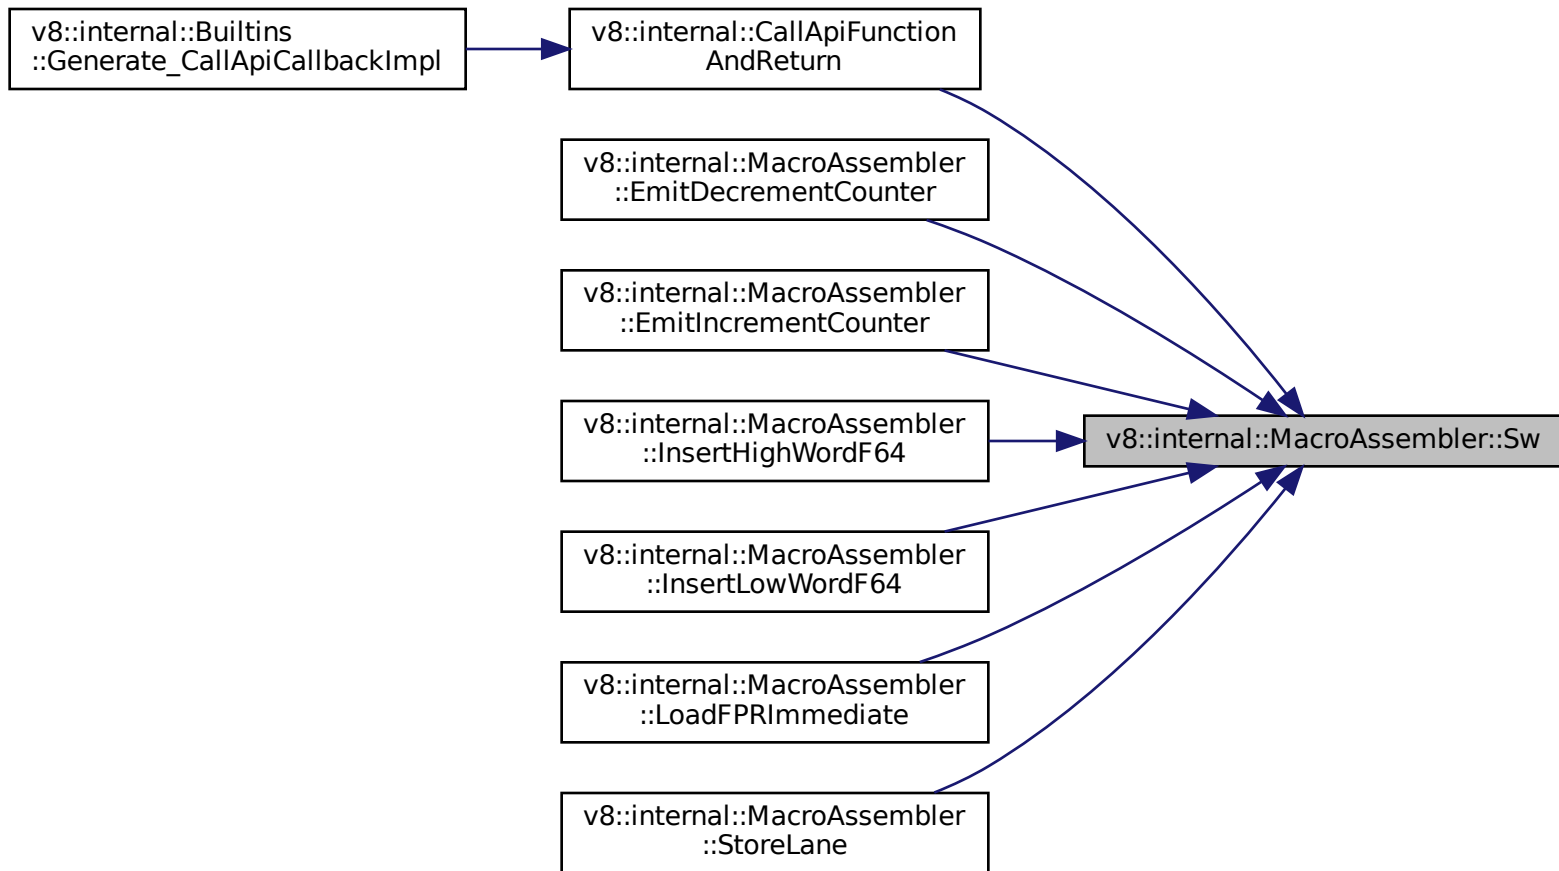 v8::internal::Builtins
::Generate_CallApiCallbackImpl
v8::internal::CallApiFunction
AndReturn
v8::internal::MacroAssembler
::EmitDecrementCounter
v8::internal::MacroAssembler
::EmitIncrementCounter
v8::internal::MacroAssembler
::InsertHighWordF64
v8::internal::MacroAssembler::Sw
v8::internal::MacroAssembler
::InsertLowWordF64
v8::internal::MacroAssembler
::LoadFPRImmediate
v8::internal::MacroAssembler
::StoreLane